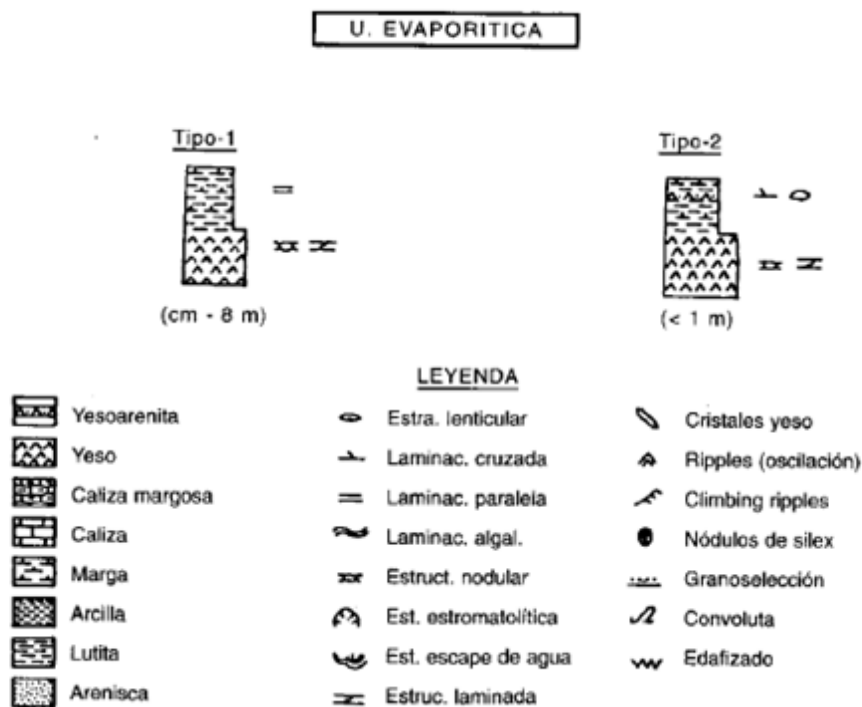 U. EVAPORITICA
Tipo-1
Tipo-2
(cm - 8 m)
(< 1 m)
LEYENDA
Yesoarenita
Yeso
Caliza margosa
Caliza
Marga
Arcilla
Lutita
Arenisca
Estra. lenticular
Laminac. cruzada
Laminac. paralela
Laminac. algal.
Estruct. nodular
Est. estromatolítica
Est. escape de agua
Estruc. laminada
Cristales yeso
Ripples (oscilación)
Climbing ripples
Nódulos de silex
Granoselección
Convoluta
Edafizado